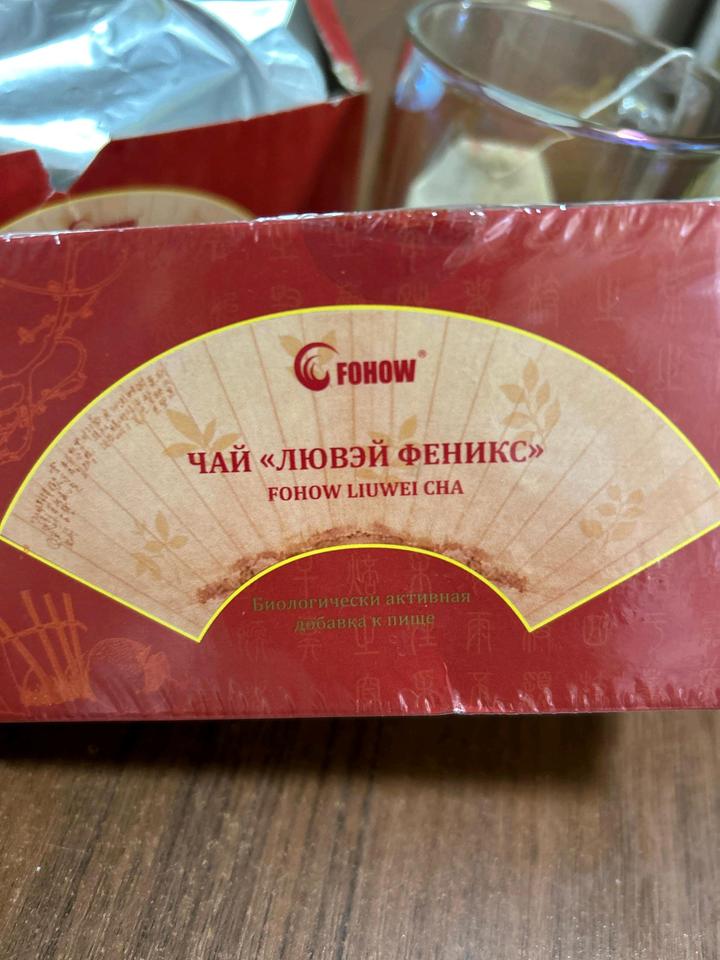 FOHOW®
ЧАЙ «ЛЮВЭЙ ФЕНИКС»
FOHOW LIUWEI CHA
Биологически активная
добавка к пище